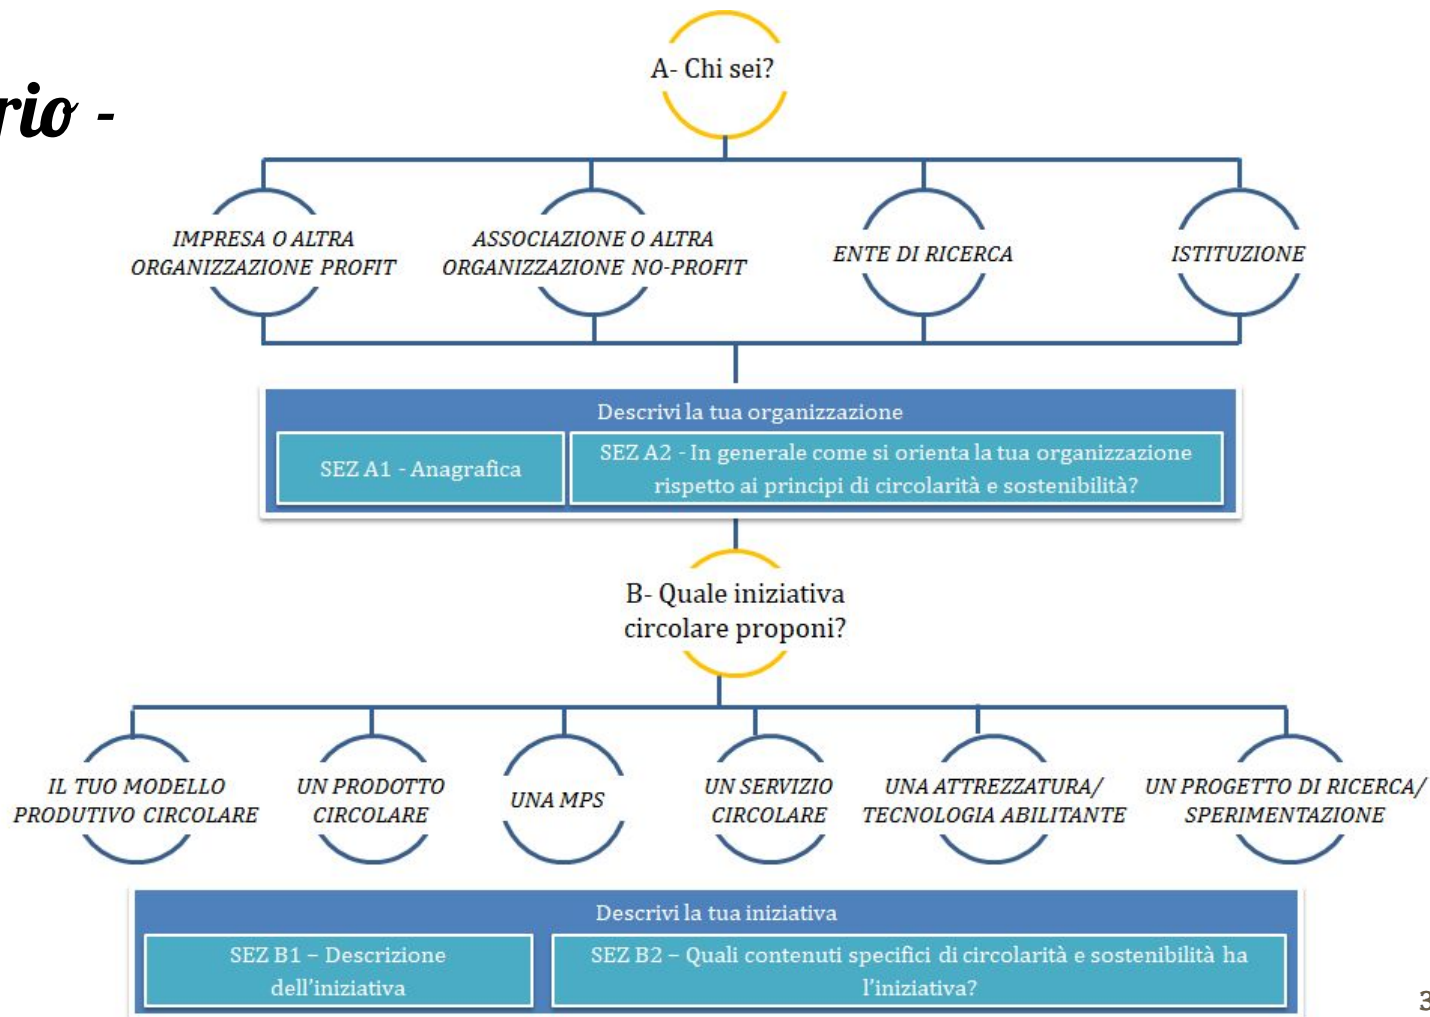 rio -
A- Chi sei?
IMPRESA O ALTRA
ORGANIZZAZIONE PROFIT
ASSOCIAZIONE O ALTRA
ORGANIZZAZIONE NO-PROFIT
ENTE DI RICERCA
ISTITUZIONE
Descrivi la tua organizzazione
SEZ A1 - Anagrafica
SEZ A2 - In generale come si orienta la tua organizzazione
rispetto ai principi di circolarità e sostenibilità?
B- Quale iniziativa
circolare proponi?
IL TUO MODELLO
PRODUTIVO CIRCOLARE
UN PRODOTTO
CIRCOLARE
UNA MPS
UN SERVIZIO
CIRCOLARE
UNA ATTREZZATURA/
TECNOLOGIA ABILITANTE
UN PROGETTO DI RICERCA/
SPERIMENTAZIONE
Descrivi la tua iniziativa
SEZ B1 – Descrizione
dell'iniziativa
SEZ B2 – Quali contenuti specifici di circolarità e sostenibilità ha
l'iniziativa?
3